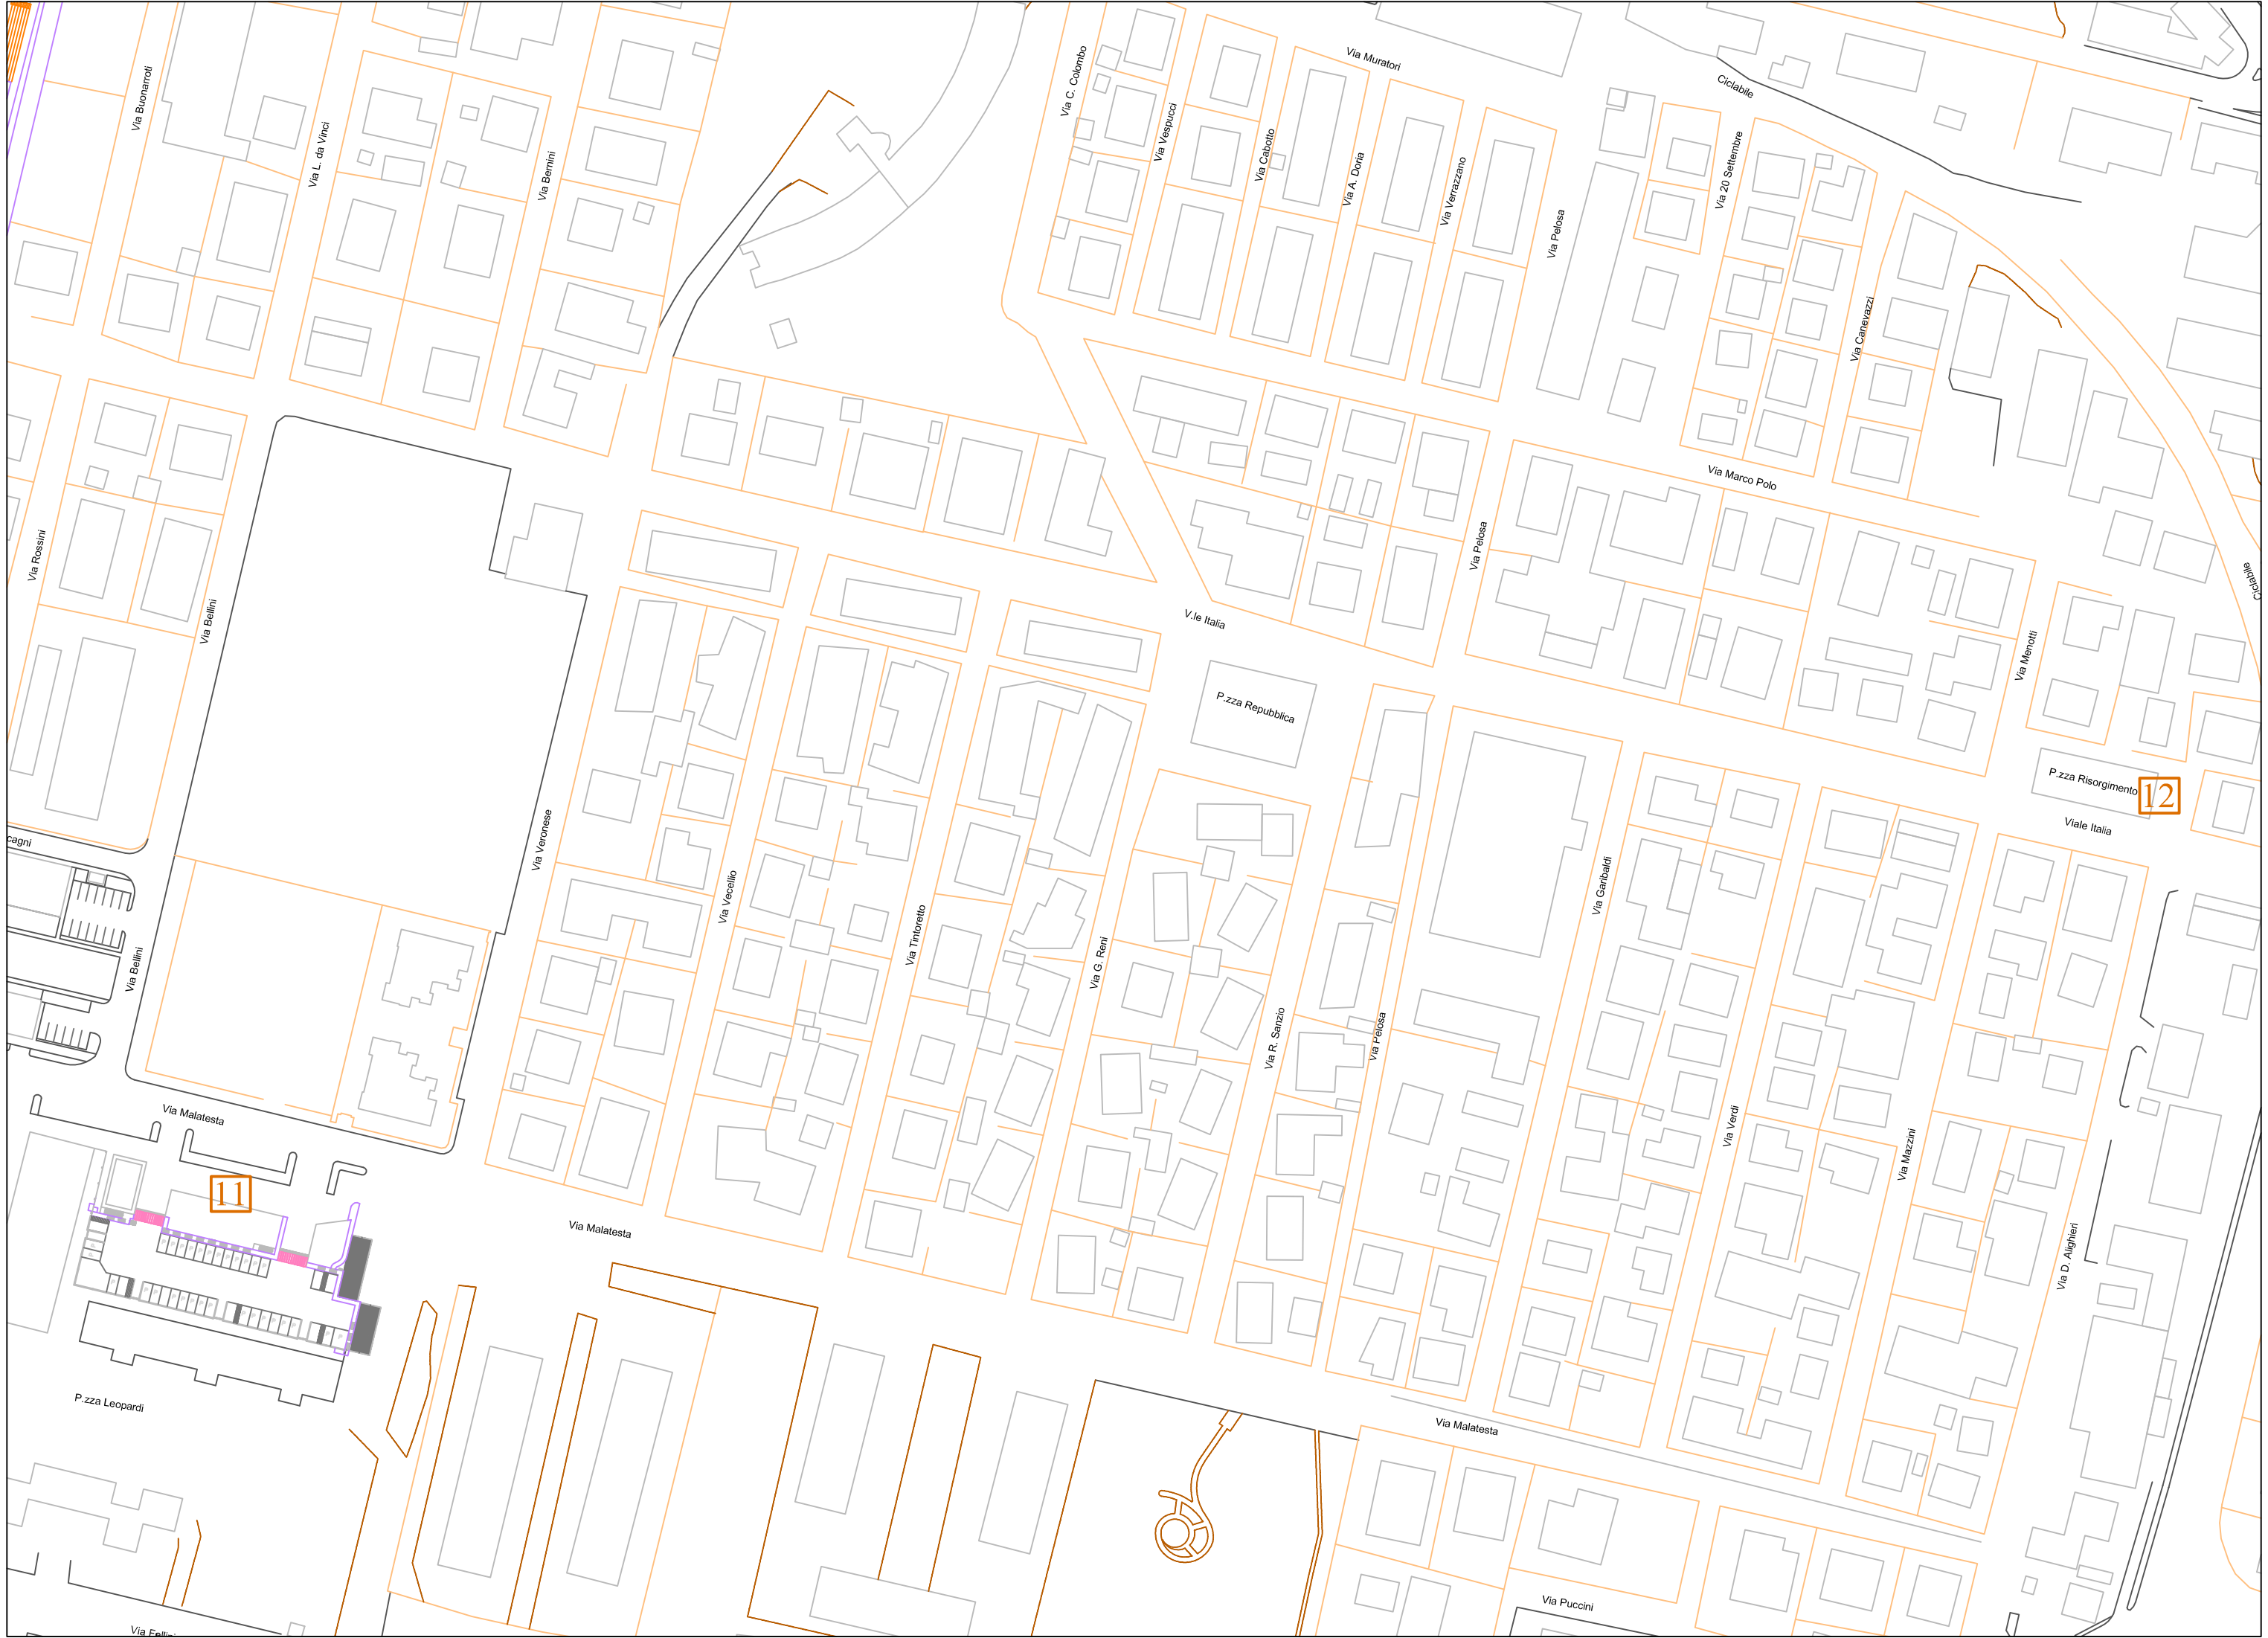 Via Muratori
Via C. Colombo
Via Buonarroti
Ciclabile
Via L. da Vinci
Via Vespucci
Via Cabotto
Via Bernini
Via A. Doria
Via Verrazzano
Via 20 Settembre
Via Pelosa
Via Canevazzi
Via Marco Polo
Via Rossini
Via Pelosa
Ciclabile
Via Bellini
V.le Italia
Via Menotti
P.zza Repubblica
P.zza Risorgimento
12
Viale Italia
cagni
Via Veronese
Via Vecellio
Via Garibaldi
Via Tintoretto
Via Bellini
Via G. Reni
Via R. Sanzio
Via Pelosa
Via Malatesta
Via Verdi
Via Mazzini
11
Via Malatesta
Via D. Alighieri
P.zza Leopardi
Via Malatesta
Via Puccini
Via